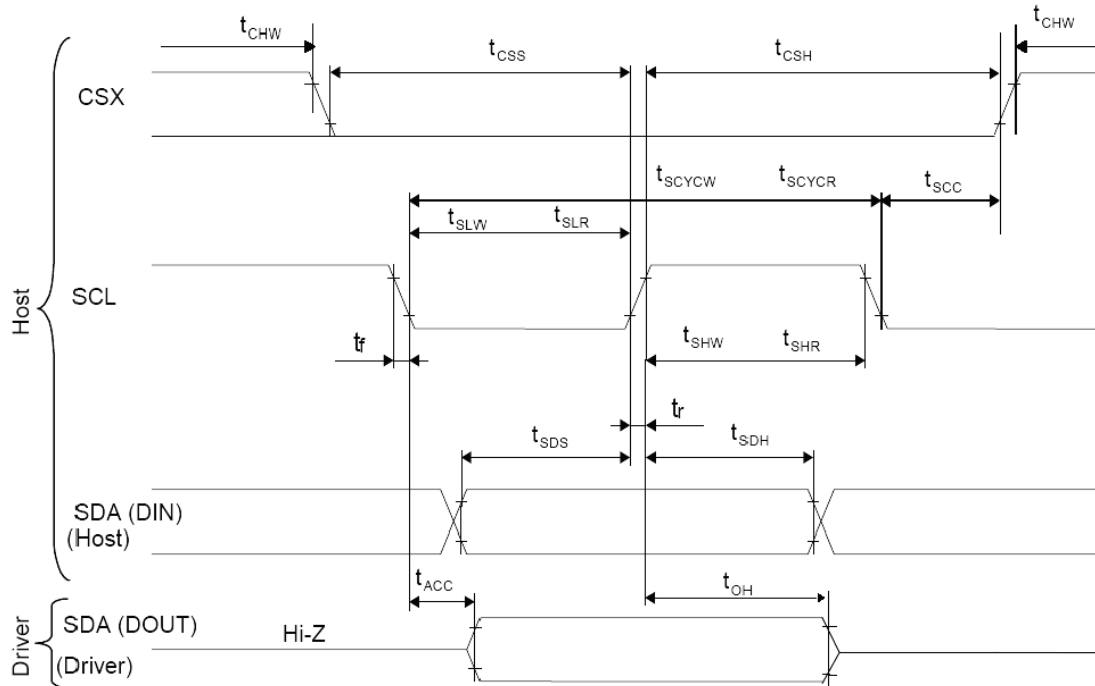 tCHW
tCHW
tCSS
tCSH
CSX
tSCYCW tSCYCR
tSCC
tSLW tSLR
Host
SCL
tf
tSHW tSHR
tr
tSDS
tSDH
SDA (DIN)
(Host)
tACC
tOH
Driver
SDA (DOUT)
Hi-Z
(Driver)